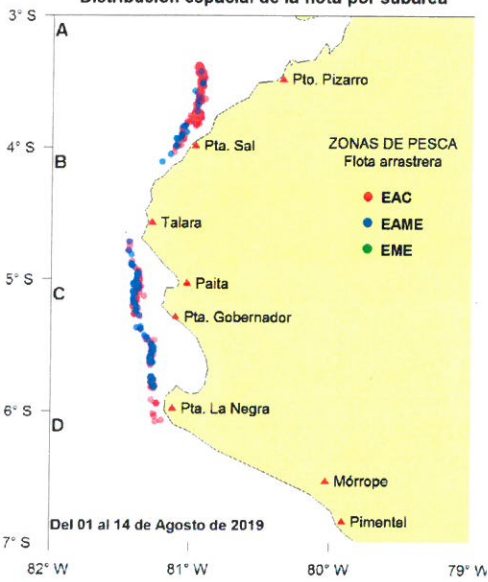 Distribución espacial de la flota por subárea
3° S
A
Pto. Pizarro
4° S
Pta. Sal
ZONAS DE PESCA
Flota arrastrera
B
EAC
EAME
EME
Talara
5° S
C
Paita
Pta. Gobernador
6° S
Pta. La Negra
D
Mórrope
Del 01 al 14 de Agosto de 2019
Pimentel
7° S
82° W
81° W
80° W
79° W